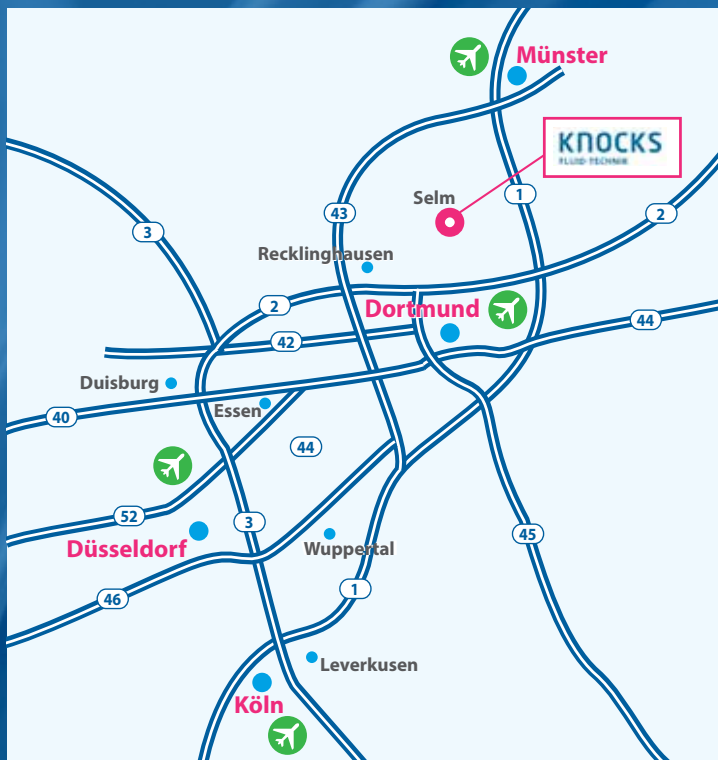 Münster
KNOCKS
FLUID-TECHNIK
1
Selm
43
2
3
Recklinghausen
2
Dortmund
44
42
Duisburg
Essen
40
44
52
3
45
Düsseldorf
Wuppertal
46
1
Leverkusen
Köln